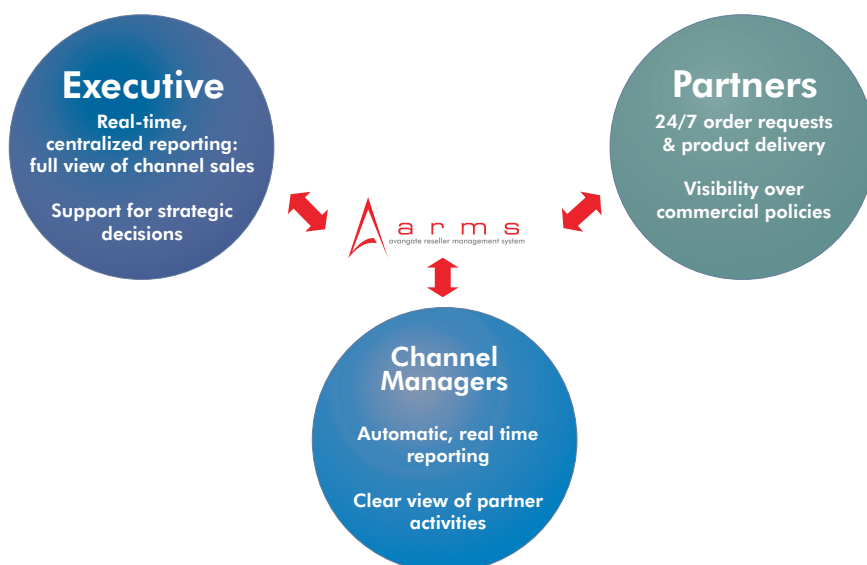 Executive
Real-time,
centralized reporting:
full view of channel sales
Support for strategic
decisions
Partners
24/7 order requests
& product delivery
Visibility over
commercial policies
Aarms
avangate reseller management system
Channel
Managers
Automatic, real time
reporting
Clear view of partner
activities